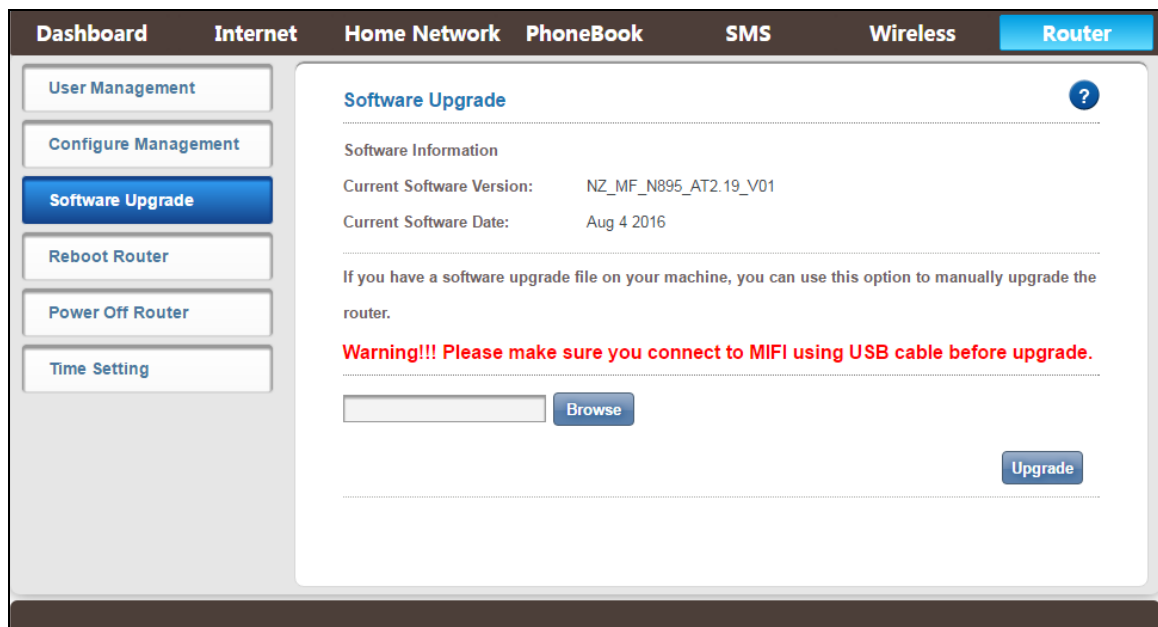 Dashboard Internet Home Network PhoneBook SMS Wireless Router
User Management
Configure Management
Software Upgrade
Reboot Router
Power Off Router
Time Setting
Software Upgrade
?
Software Information
Current Software Version: NZ_MF_N895_AT2.19_V01
Current Software Date: Aug 4 2016
If you have a software upgrade file on your machine, you can use this option to manually upgrade the
router.
Warning!!! Please make sure you connect to MIFI using USB cable before upgrade.
Browse
Upgrade